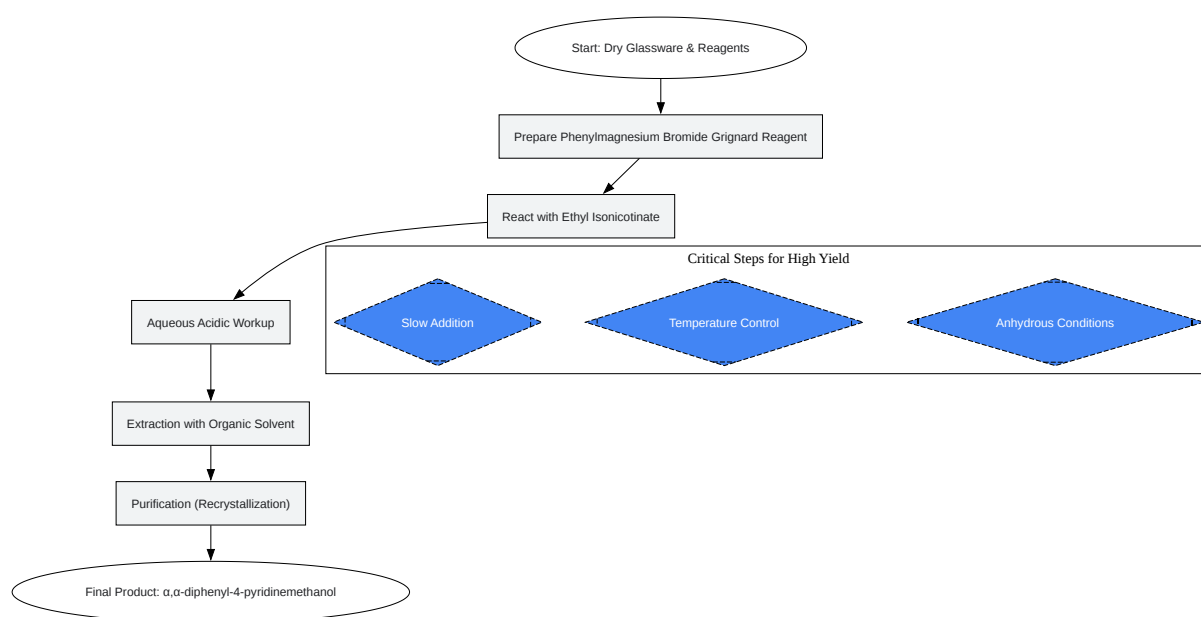 Start: Dry Glassware & Reagents
Prepare Phenylmagnesium Bromide Grignard Reagent
React with Ethyl Isonicotinate
Critical Steps for High Yield
Slow Addition
Temperature Control
Anhydrous Conditions
Aqueous Acidic Workup
Extraction with Organic Solvent
Purification (Recrystallization)
Final Product: α,α-diphenyl-4-pyridinemethanol